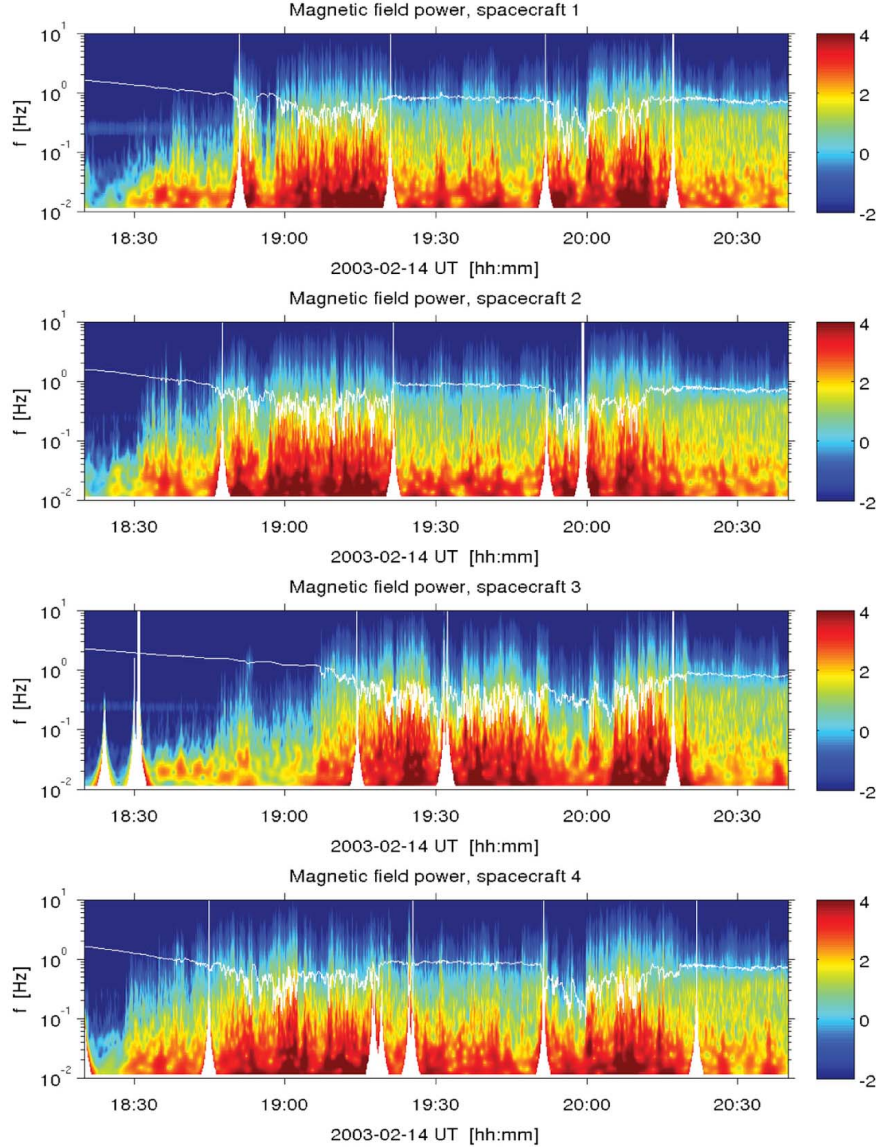 Magnetic field power, spacecraft 1
f [Hz]
10^1
10^0
10^-1
10^-2
18:30 19:00 19:30 20:00 20:30
2003-02-14 UT [hh:mm]
4
2
0
-2
Magnetic field power, spacecraft 2
f [Hz]
10^1
10^0
10^-1
10^-2
18:30 19:00 19:30 20:00 20:30
2003-02-14 UT [hh:mm]
4
2
0
-2
Magnetic field power, spacecraft 3
f [Hz]
10^1
10^0
10^-1
10^-2
18:30 19:00 19:30 20:00 20:30
2003-02-14 UT [hh:mm]
4
2
0
-2
Magnetic field power, spacecraft 4
f [Hz]
10^1
10^0
10^-1
10^-2
18:30 19:00 19:30 20:00 20:30
2003-02-14 UT [hh:mm]
4
2
0
-2